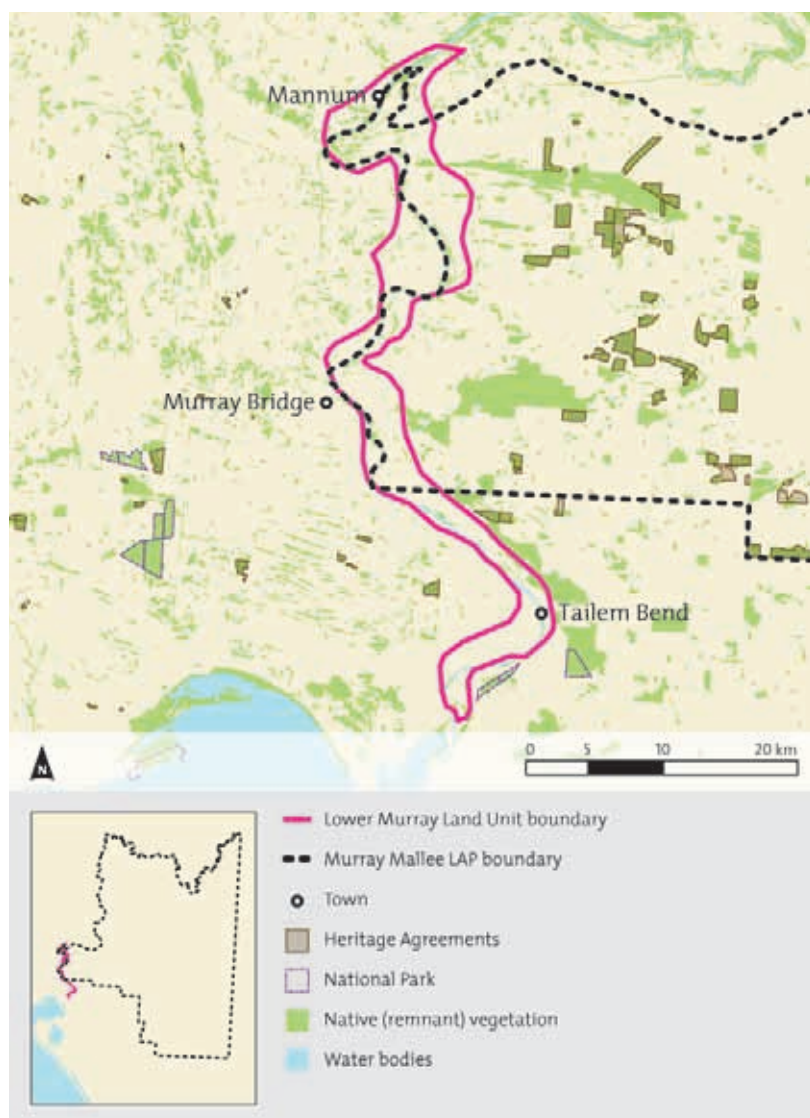 Mannum
Murray Bridge
Tailem Bend
N
0 5 10 20 km
Lower Murray Land Unit boundary
Murray Mallee LAP boundary
Town
Heritage Agreements
National Park
Native (remnant) vegetation
Water bodies